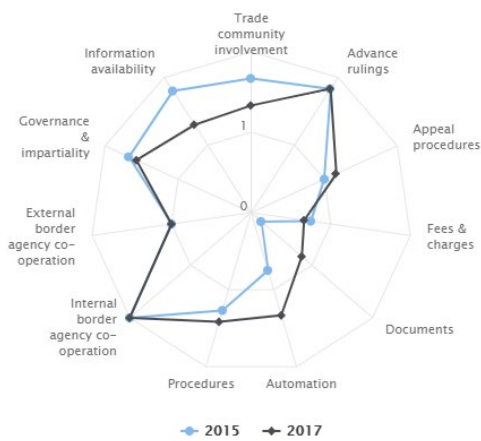 Trade
community
involvement
Advance
rulings
Appeal
procedures
Fees &
charges
Documents
Automation
Procedures
Internal
border
agency co-
operation
External
border
agency co-
operation
Governance
&
impartiality
Information
availability
1
0
2015
2017